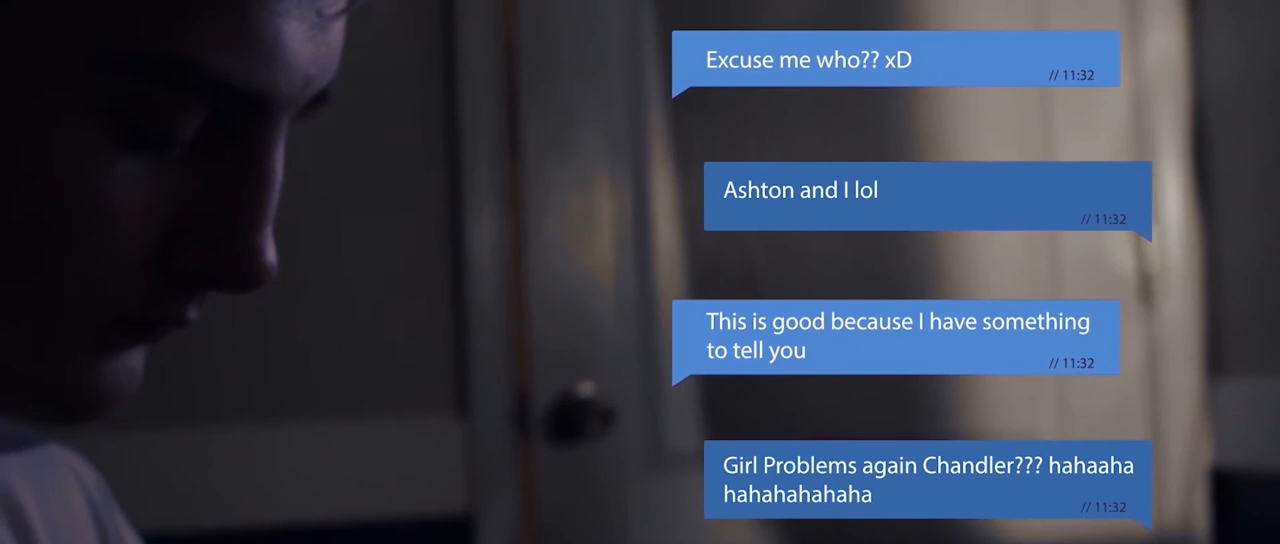 Excuse me who?? xD
// 11:32
Ashton and I lol
// 11:32
This is good because I have something
to tell you
// 11:32
Girl Problems again Chandler??? hahaaha
hahahahahaha
// 11:32